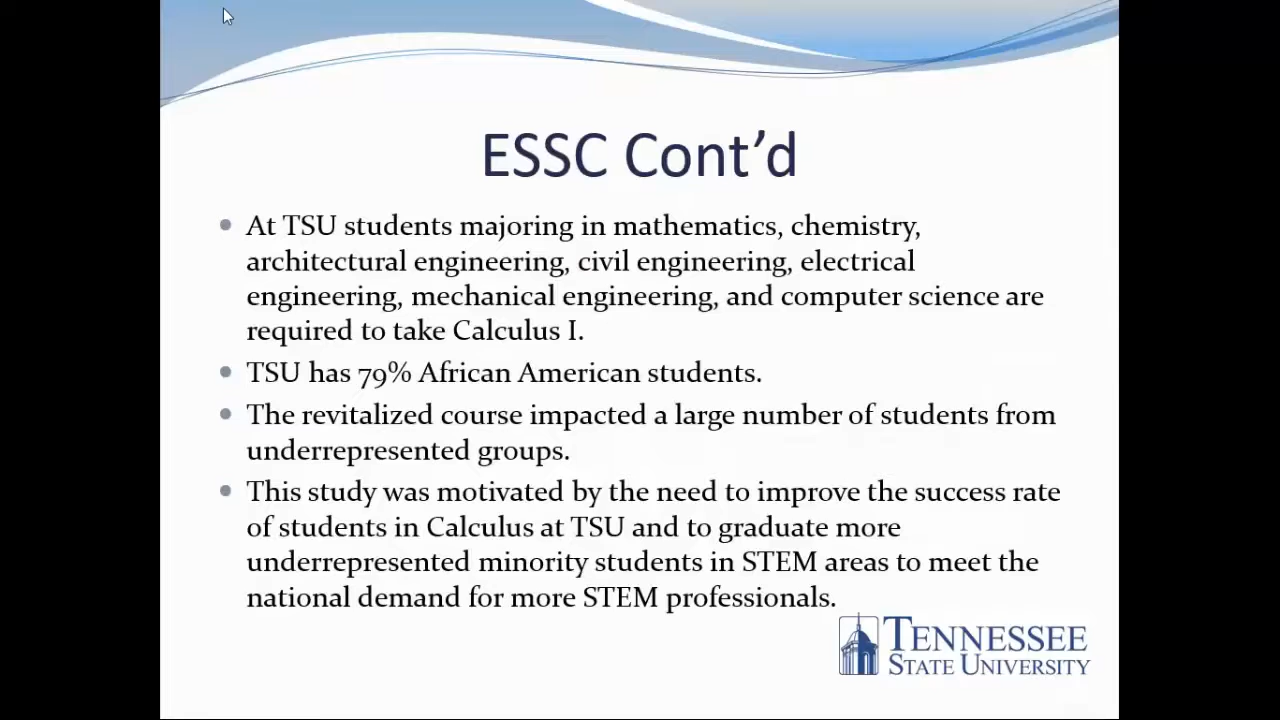 ESSC Cont’d
At TSU students majoring in mathematics, chemistry,
architectural engineering, civil engineering, electrical
engineering, mechanical engineering, and computer science are
required to take Calculus I.
TSU has 79% African American students.
The revitalized course impacted a large number of students from
underrepresented groups.
This study was motivated by the need to improve the success rate
of students in Calculus at TSU and to graduate more
underrepresented minority students in STEM areas to meet the
national demand for more STEM professionals.
TENNESSEE
STATE UNIVERSITY